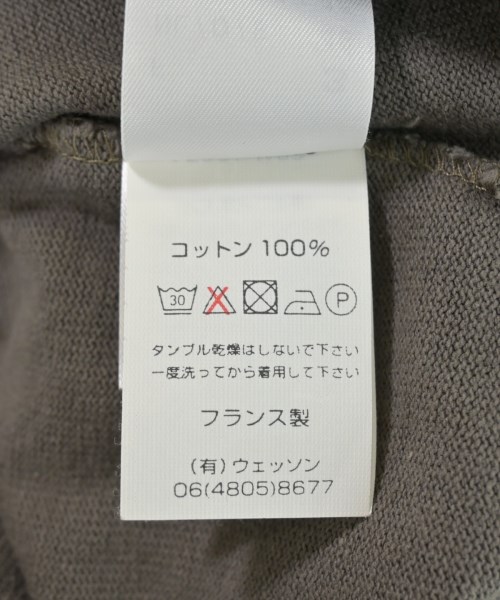 コットン 100%
30 P
タンブル乾燥はしないで下さい
一度洗ってから着用して下さい
フランス製
(有) ウェッソン
06(4805)8677